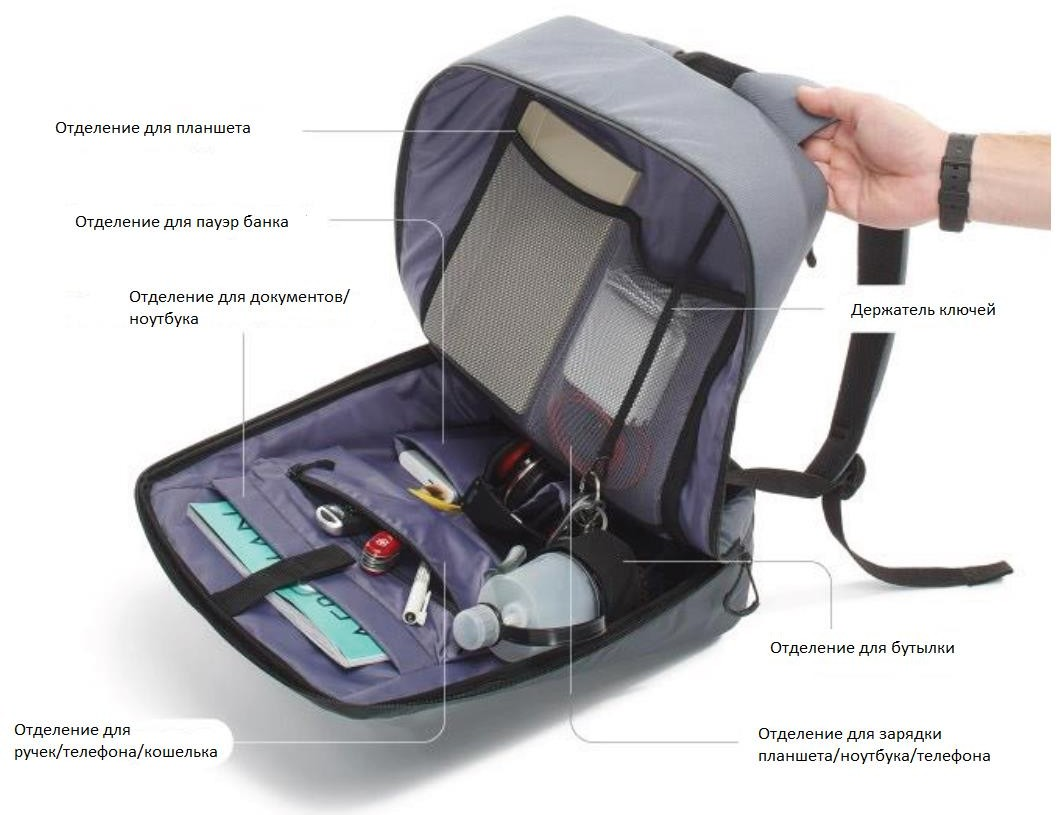 Отделение для планшета
Отделение для пауэр банка
Отделение для документов/
ноутбука
Держатель ключей
Отделение для бутылки
Отделение для
ручек/телефона/кошелька
Отделение для зарядки
планшета/ноутбука/телефона